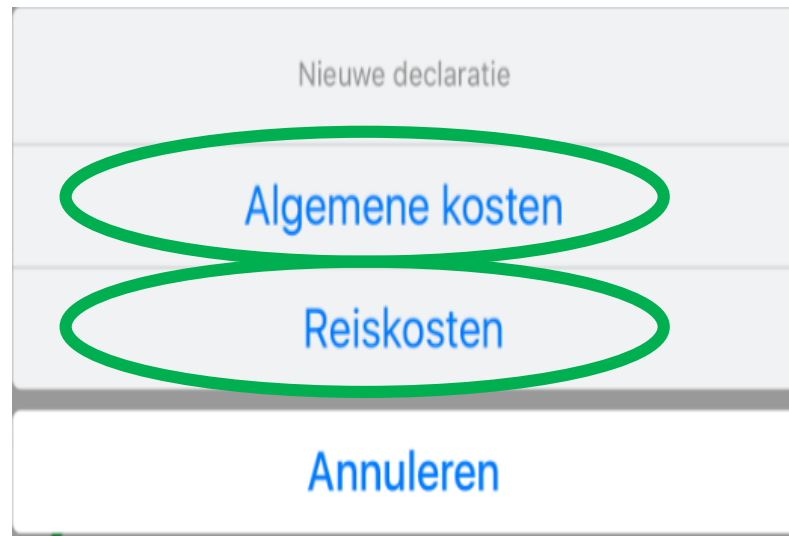 Nieuwe declaratie
Algemene kosten
Reiskosten
Annuleren